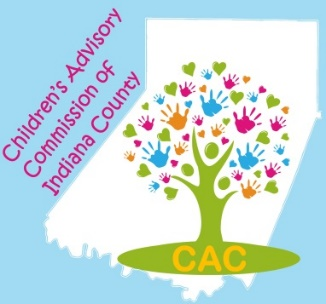 Children's Advisory
Commission of
Indiana County
CAC